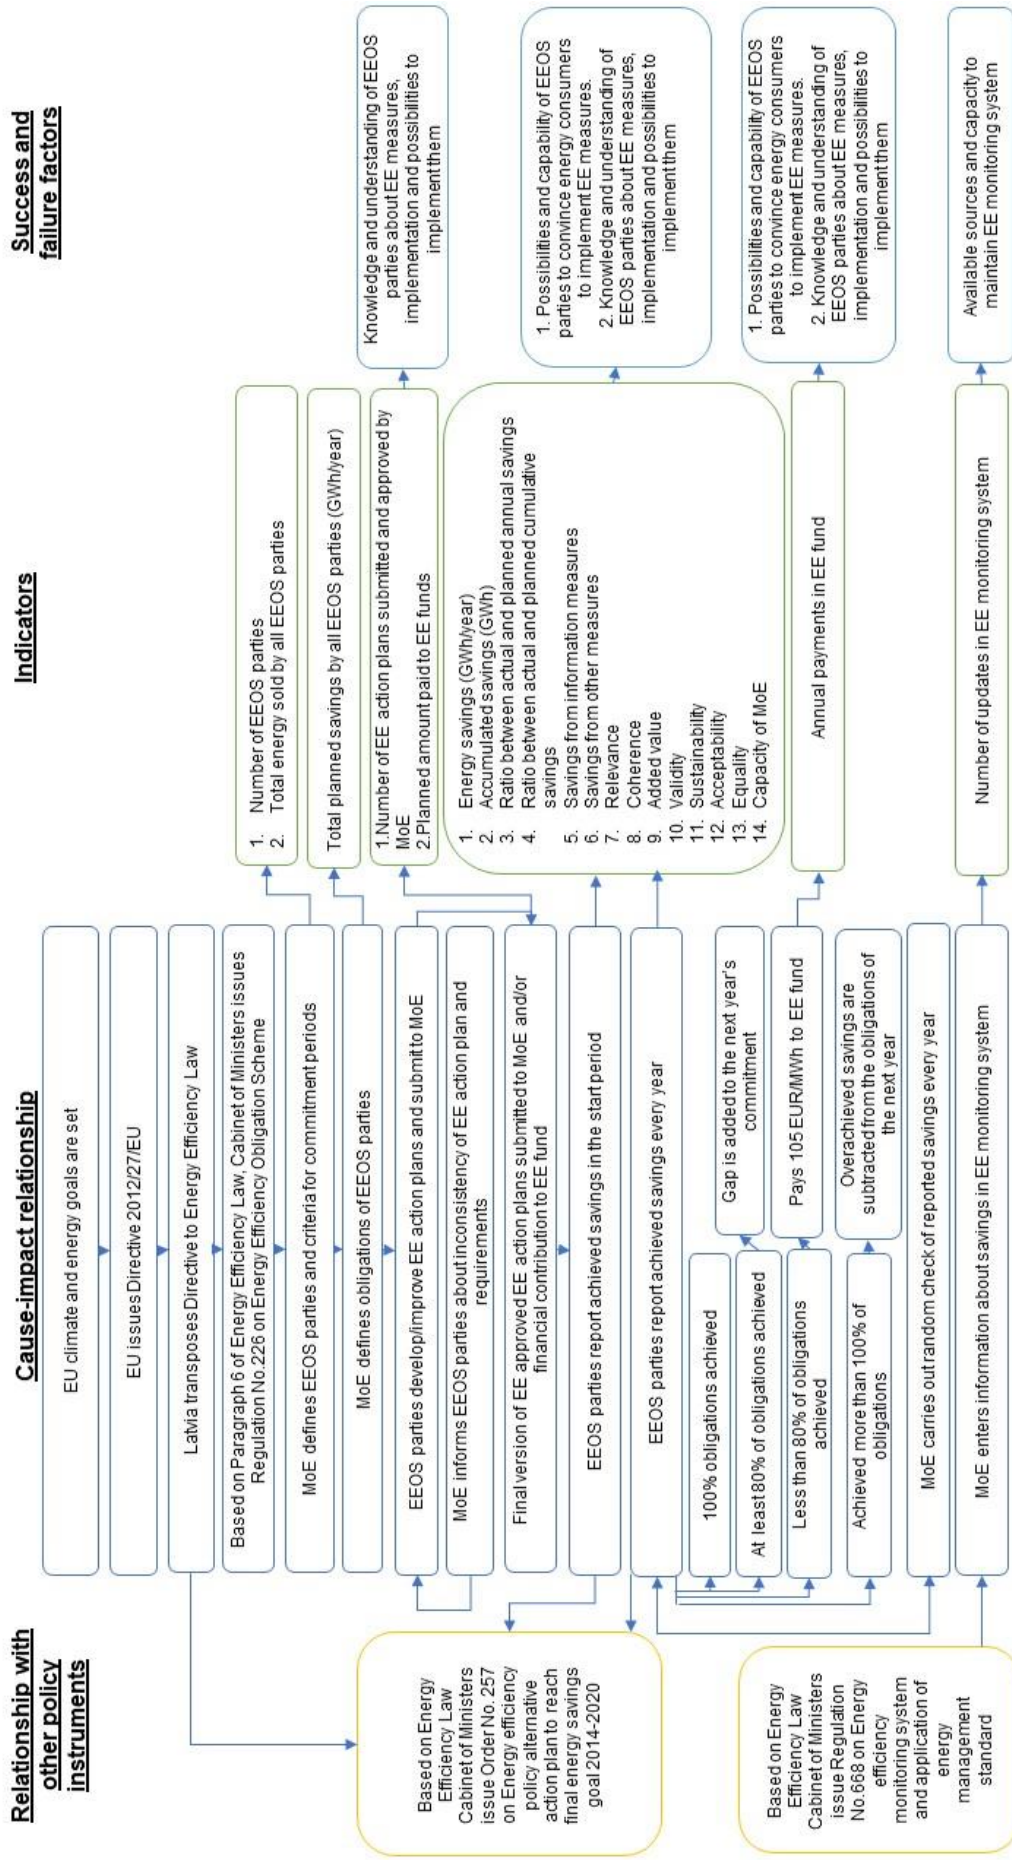 Relationship with
other policy
instruments
Cause-impact relationship
Indicators
Success and
failure factors
Based on Energy
Efficiency Law
Cabinet of Ministers
issue Order No. 257
on Energy efficiency
policy alternative
action plan to reach
final energy savings
goal 2014-2020
Based on Energy
Efficiency Law
Cabinet of Ministers
issue Regulation
No.668 on Energy
efficiency
monitoring system
and application of
energy
management
standard
EU climate and energy goals are set
EU issues Directive 2012/27/EU
Latvia transposes Directive to Energy Efficiency Law
Based on Paragraph 6 of Energy Efficiency Law, Cabinet of Ministers issues
Regulation No.226 on Energy Efficiency Obligation Scheme
MoE defines EEOS parties and criteria for commitment periods
MoE defines obligations of EEOS parties
EEOS parties develop/improve EE action plans and submit to MoE
MoE informs EEOS parties about inconsistency of EE action plan and
requirements
Final version of EE approved EE action plans submitted to MoE and/or
financial contribution to EE fund
EEOS parties report achieved savings in the start period
EEOS parties report achieved savings every year
100% obligations achieved
At least 80% of obligations achieved
Gap is added to the next year's
commitment
Less than 80% of obligations
achieved
Pays 105 EUR/MWh to EE fund
Achieved more than 100% of
obligations
Overachieved savings are
subtracted from the obligations of
the next year
MoE carries out random check of reported savings every year
MoE enters information about savings in EE monitoring system
1. Number of EEOS parties
2. Total energy sold by all EEOS parties
Total planned savings by all EEOS parties (GWh/year)
1.Number of EE action plans submitted and approved by
MoE
2.Planned amount paid to EE funds
1. Energy savings (GWh/year)
2. Accumulated savings (GWh)
3. Ratio between actual and planned annual savings
4. Ratio between actual and planned cumulative
savings
5. Savings from information measures
6. Savings from other measures
7. Relevance
8. Coherence
9. Added value
10. Validity
11. Sustainability
12. Acceptability
13. Equality
14. Capacity of MoE
Annual payments in EE fund
Number of updates in EE monitoring system
Knowledge and understanding of EEOS
parties about EE measures,
implementation and possibilities to
implement them
1. Possibilities and capability of EEOS
parties to convince energy consumers
to implement EE measures.
2. Knowledge and understanding of
EEOS parties about EE measures,
implementation and possibilities to
implement them
1. Possibilities and capability of EEOS
parties to convince energy consumers
to implement EE measures.
2. Knowledge and understanding of
EEOS parties about EE measures,
implementation and possibilities to
implement them
Available sources and capacity to
maintain EE monitoring system